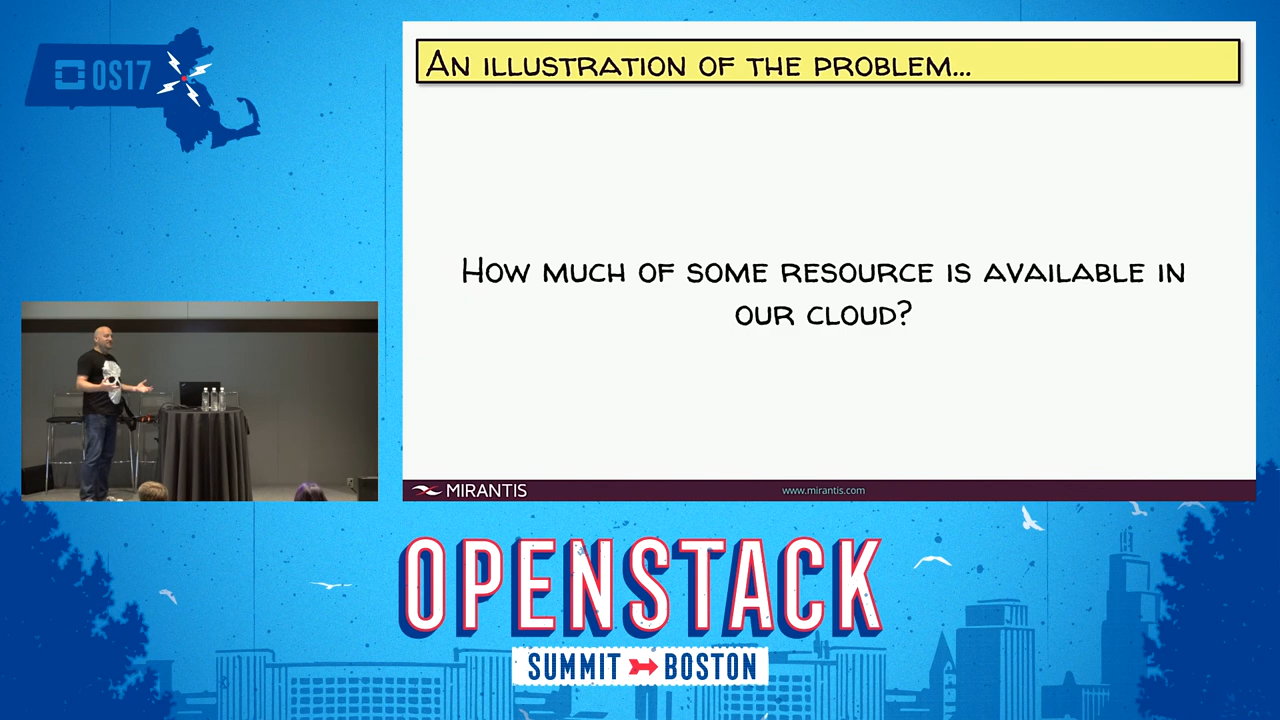 OS17
An illustration of the problem...
How much of some resource is available in
our cloud?
MIRANTIS
www.mirantis.com
OPENSTACK
SUMMIT BOSTON